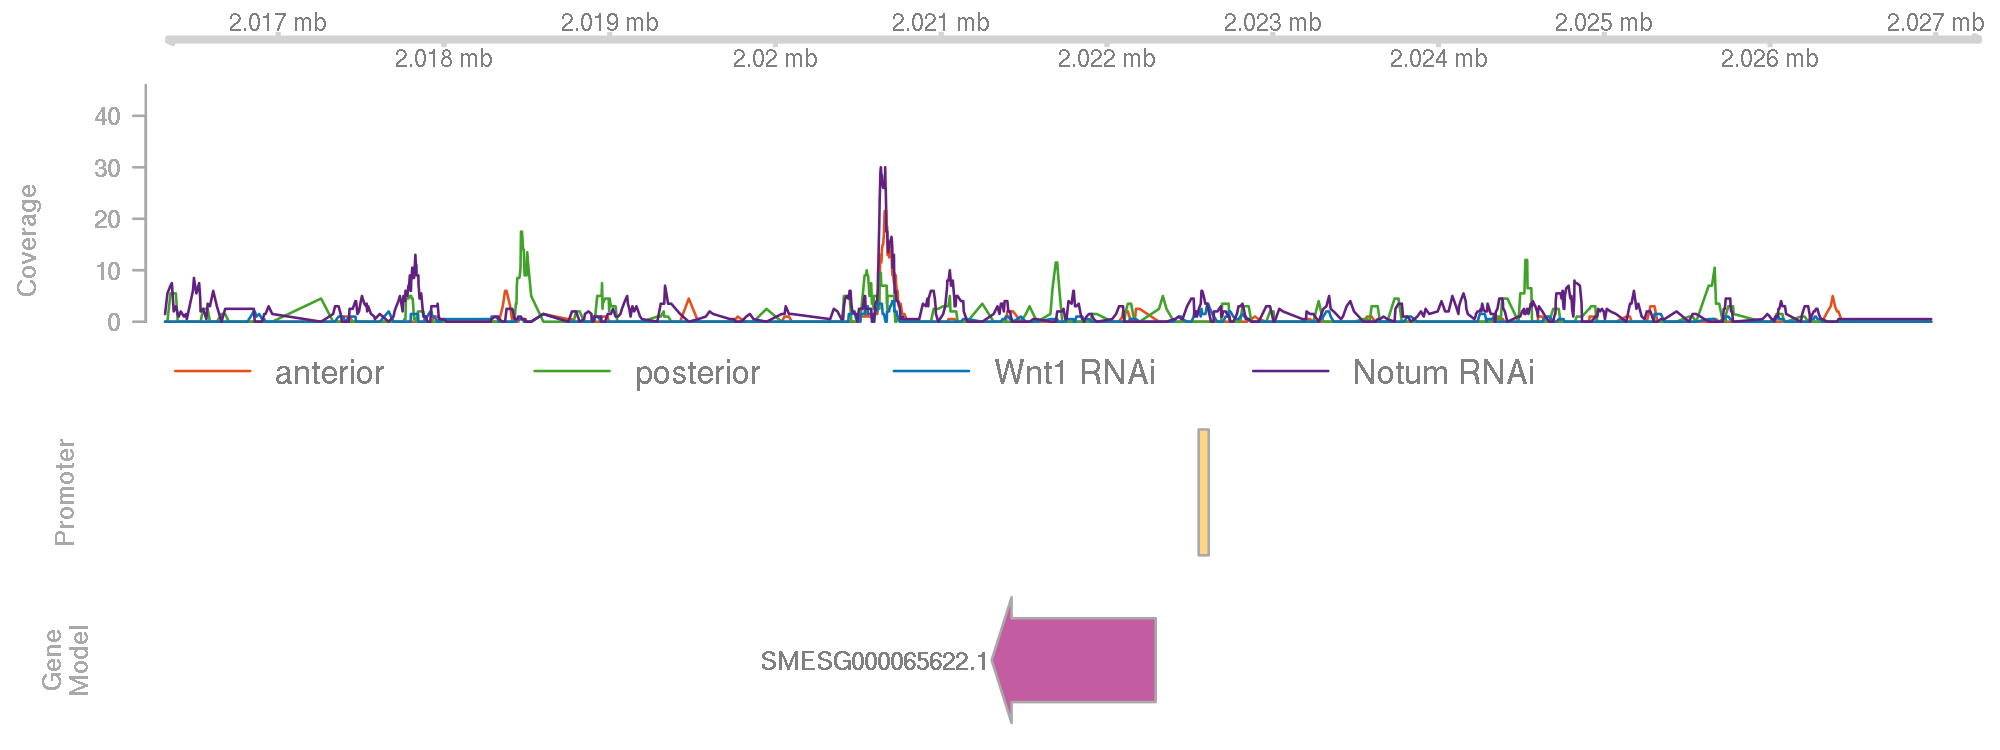 2.017 mb 2.019 mb 2.021 mb 2.023 mb 2.025 mb 2.027 mb
2.018 mb 2.02 mb 2.022 mb 2.024 mb 2.026 mb
Coverage
40
30
20
10
0
anterior posterior Wnt1 RNAi Notum RNAi
Promoter
Gene
Model
SMESG000065622.1